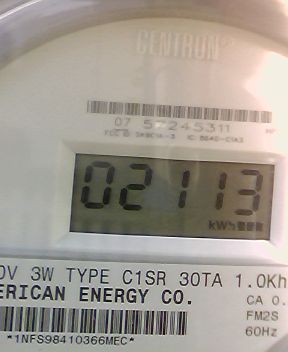 CENTRON®
07 57245311
02113
kWh
0V 3W TYPE C1SR 30TA 1.0Kh
ERICAN ENERGY CO.
CA 0.
FM2S
60Hz
*1NFS98410366MEC*